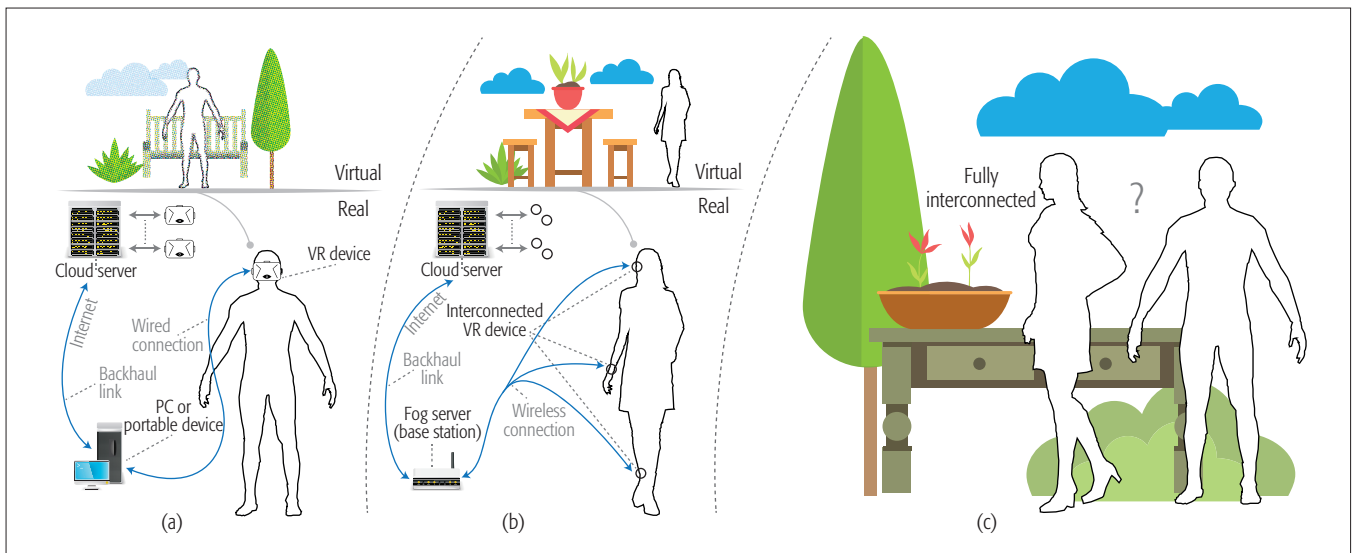 Virtual
Real
Cloud server
VR device
Internet
Wired
connection
Backhaul
link
PC or
portable device
(a)
Virtual
Real
Cloud server
Internet
Interconnected
VR device
Backhaul
link
Fog server
(base station)
Wireless
connection
(b)
Fully
interconnected
?
(c)